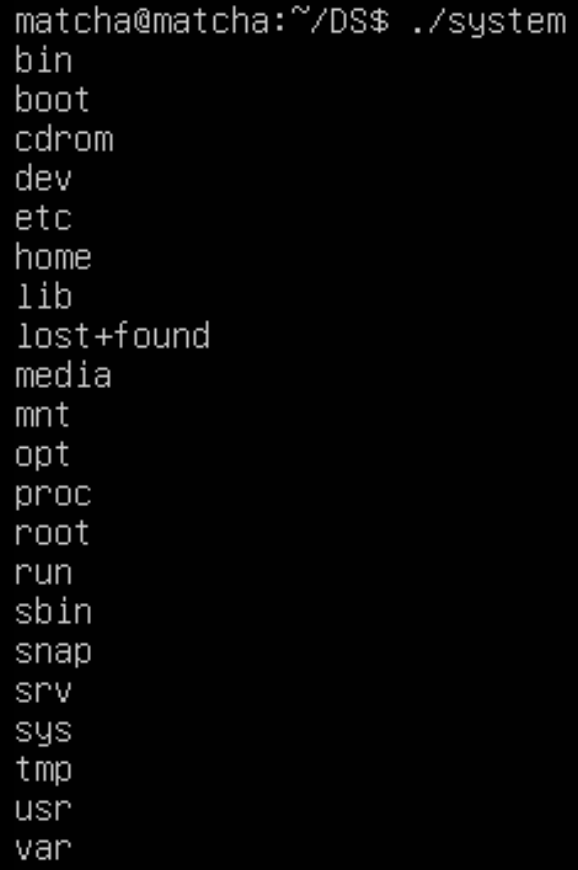 matcha@matcha:~/DS$ ./system
bin
boot
cdrom
dev
etc
home
lib
lost+found
media
mnt
opt
proc
root
run
sbin
snap
srv
sys
tmp
usr
var